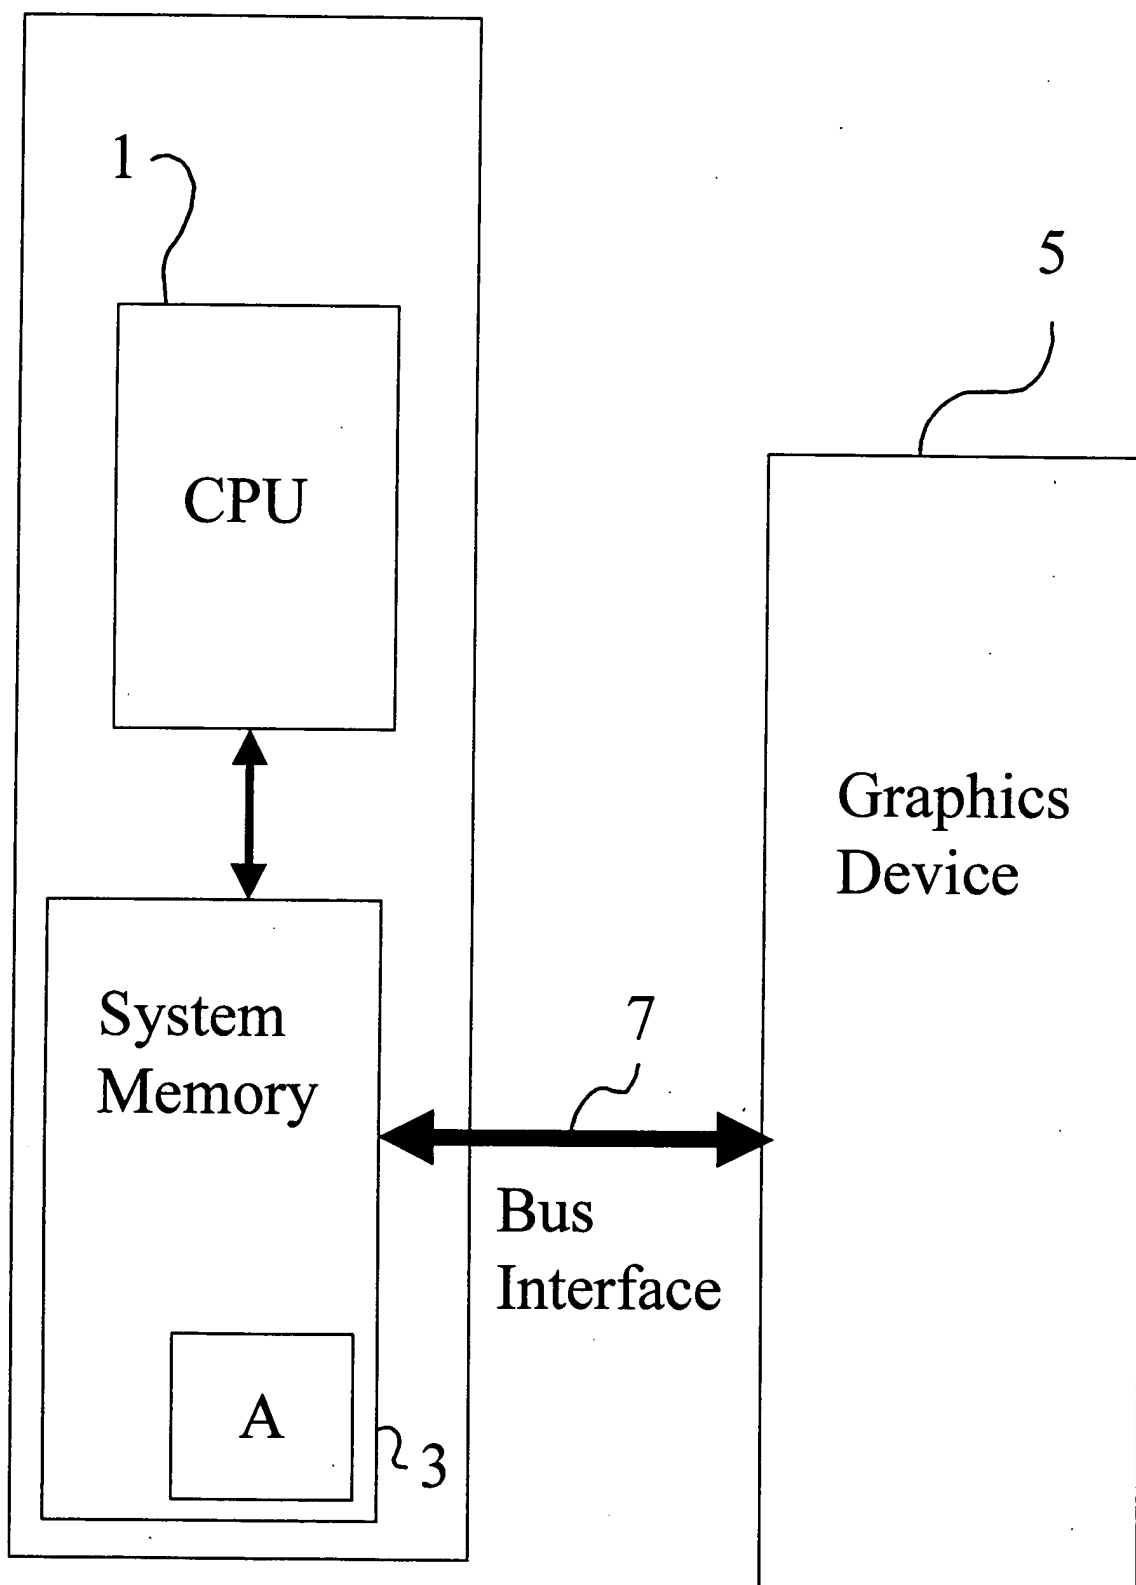 1
5
CPU
Graphics
Device
System
Memory
7
Bus
Interface
A
3